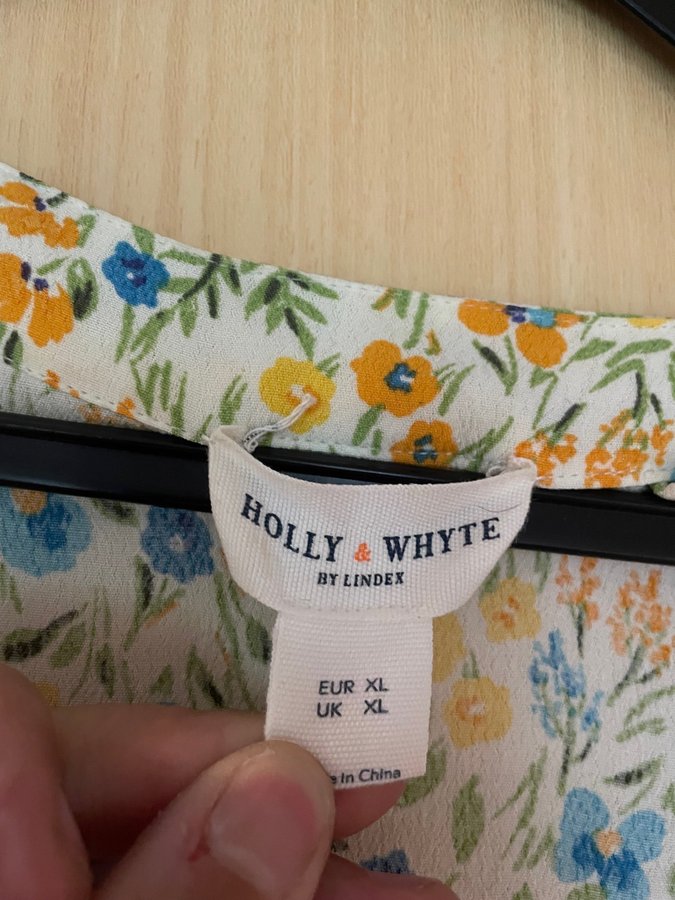 HOLLY & WHYTE
BY LINDEX
EUR XL
UK XL
in China